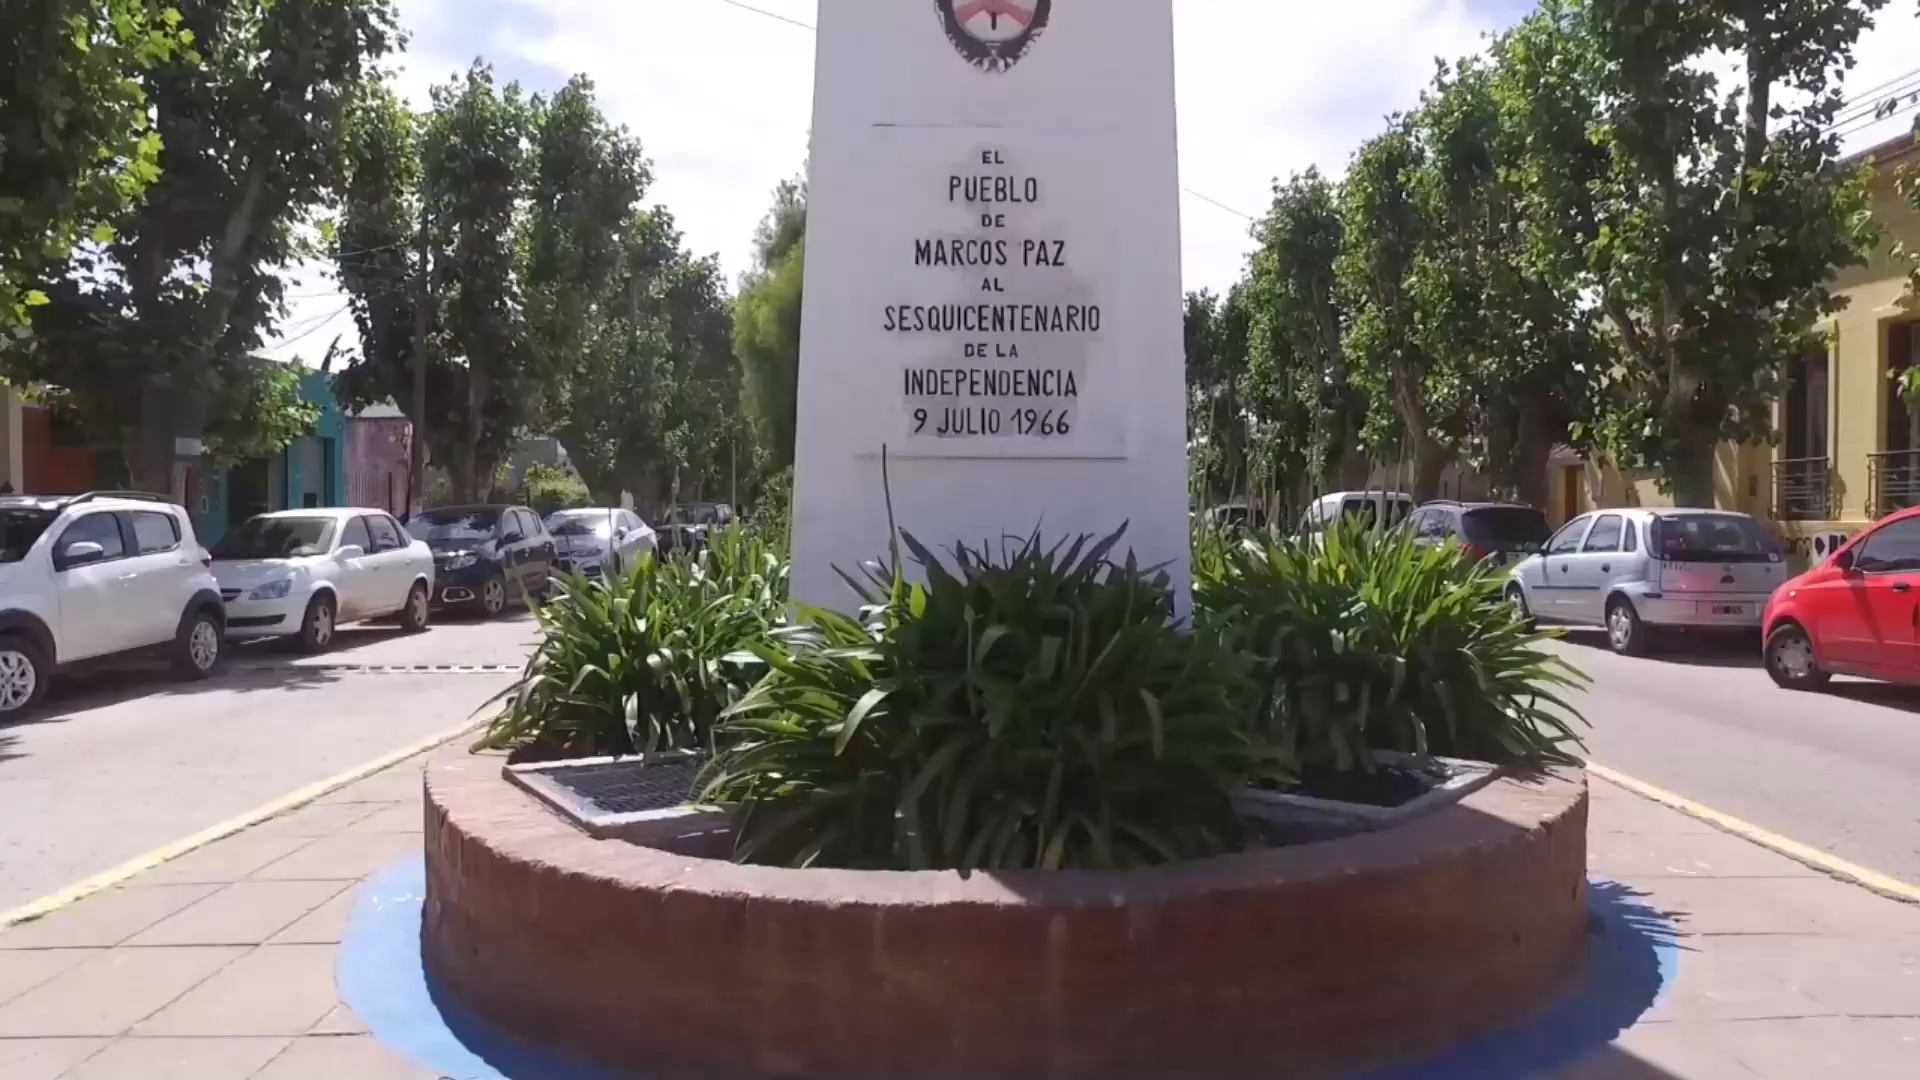 EL
PUEBLO
DE
MARCOS PAZ
AL
SESQUICENTENARIO
DE LA
INDEPENDENCIA
9 JULIO 1966